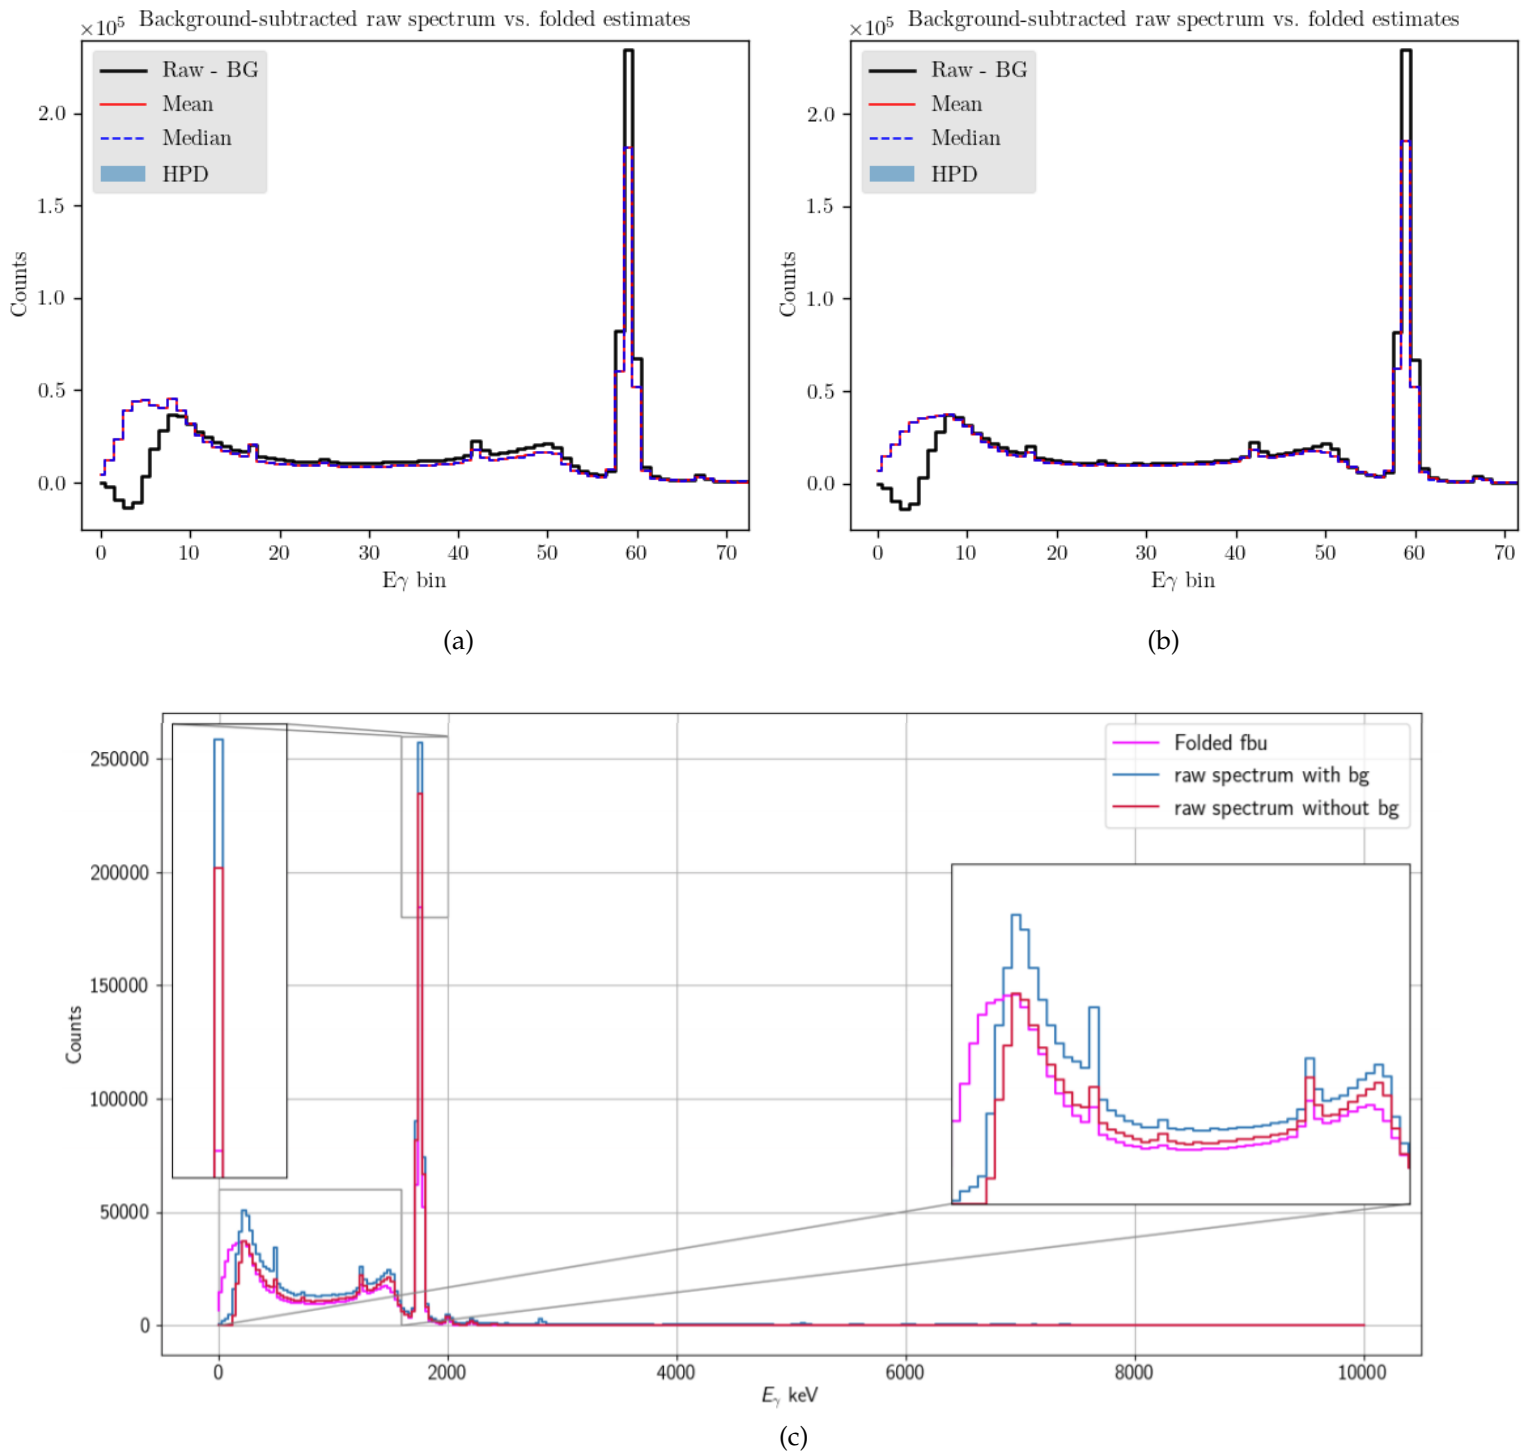 Background-subtracted raw spectrum vs. folded estimates
×10⁵
Raw - BG
Mean
Median
HPD
2.0
1.5
1.0
0.5
0.0
Counts
0 10 20 30 40 50 60 70
Eγ bin
(a)
Background-subtracted raw spectrum vs. folded estimates
×10⁵
Raw - BG
Mean
Median
HPD
2.0
1.5
1.0
0.5
0.0
Counts
0 10 20 30 40 50 60 70
Eγ bin
(b)
Folded fbu
raw spectrum with bg
raw spectrum without bg
250000
200000
150000
100000
50000
0
Counts
0 2000 4000 6000 8000 10000
E_γ keV
(c)